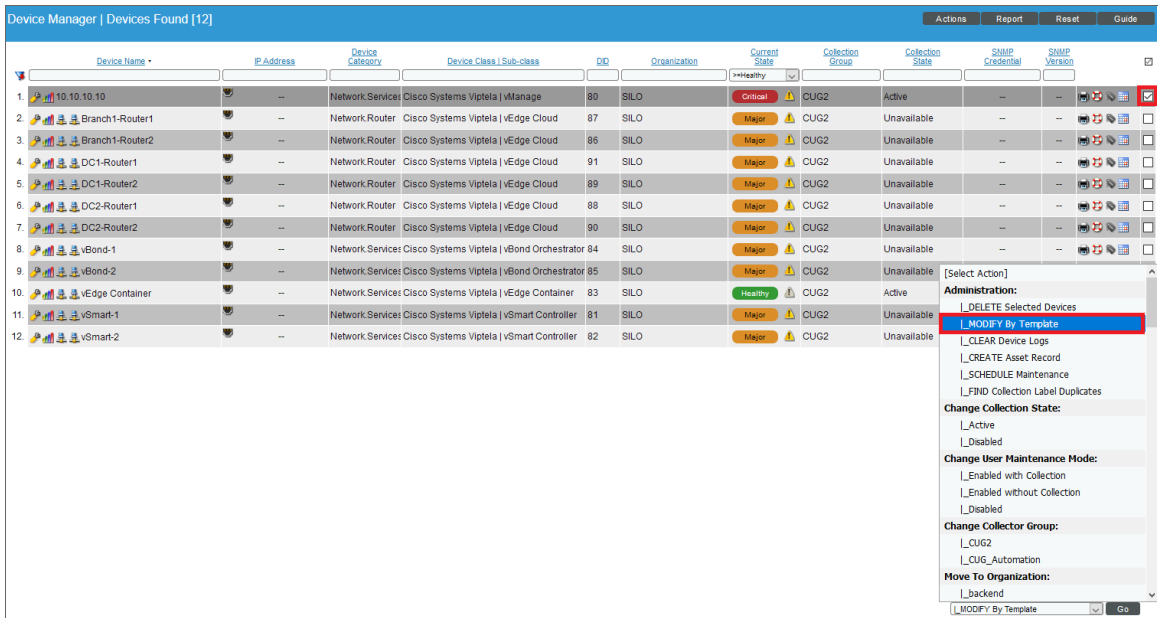 Device Manager | Devices Found [12]
Actions Report Reset Guide
Device Name • IP Address Device Category Device Class | Sub-class DID Organization Current State Collection Group Collection State SNMP Credential SNMP Version
>=Healthy
1. 10.10.10.10 -- Network.Services Cisco Systems Viptela | vManage 80 SILO Critical CUG2 Active -- --
2. Branch1-Router1 -- Network.Router Cisco Systems Viptela | vEdge Cloud 87 SILO Major CUG2 Unavailable -- --
3. Branch1-Router2 -- Network.Router Cisco Systems Viptela | vEdge Cloud 86 SILO Major CUG2 Unavailable -- --
4. DC1-Router1 -- Network.Router Cisco Systems Viptela | vEdge Cloud 91 SILO Major CUG2 Unavailable -- --
5. DC1-Router2 -- Network.Router Cisco Systems Viptela | vEdge Cloud 89 SILO Major CUG2 Unavailable -- --
6. DC2-Router1 -- Network.Router Cisco Systems Viptela | vEdge Cloud 88 SILO Major CUG2 Unavailable -- --
7. DC2-Router2 -- Network.Router Cisco Systems Viptela | vEdge Cloud 90 SILO Major CUG2 Unavailable -- --
8. vBond-1 -- Network.Services Cisco Systems Viptela | vBond Orchestrator 84 SILO Major CUG2 Unavailable -- --
9. vBond-2 -- Network.Services Cisco Systems Viptela | vBond Orchestrator 85 SILO Major CUG2 Unavailable
10. vEdge Container -- Network.Services Cisco Systems Viptela | vEdge Container 83 SILO Healthy CUG2 Active
11. vSmart-1 -- Network.Services Cisco Systems Viptela | vSmart Controller 81 SILO Major CUG2 Unavailable
12. vSmart-2 -- Network.Services Cisco Systems Viptela | vSmart Controller 82 SILO Major CUG2 Unavailable
[Select Action]
Administration:
|_DELETE Selected Devices
|_MODIFY By Template
|_CLEAR Device Logs
|_CREATE Asset Record
|_SCHEDULE Maintenance
|_FIND Collection Label Duplicates
Change Collection State:
|_Active
|_Disabled
Change User Maintenance Mode:
|_Enabled with Collection
|_Enabled without Collection
|_Disabled
Change Collector Group:
|_CUG2
|_CUG_Automation
Move To Organization:
|_backend
|_MODIFY By Template Go